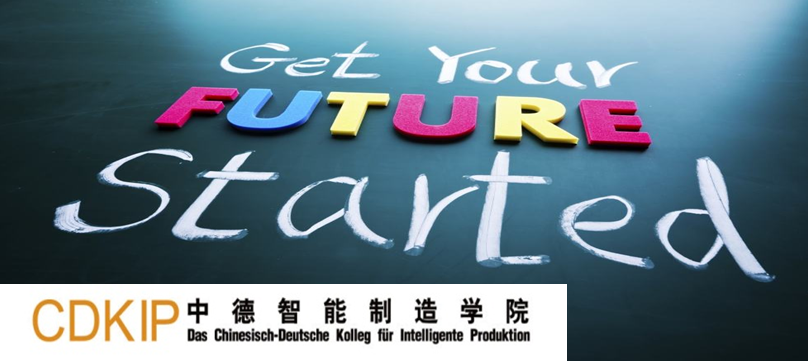 Get Your
FUTURE
Started
CDKIP 中德智能制造学院
Das Chinesisch-Deutsche Kolleg für Intelligente Produktion